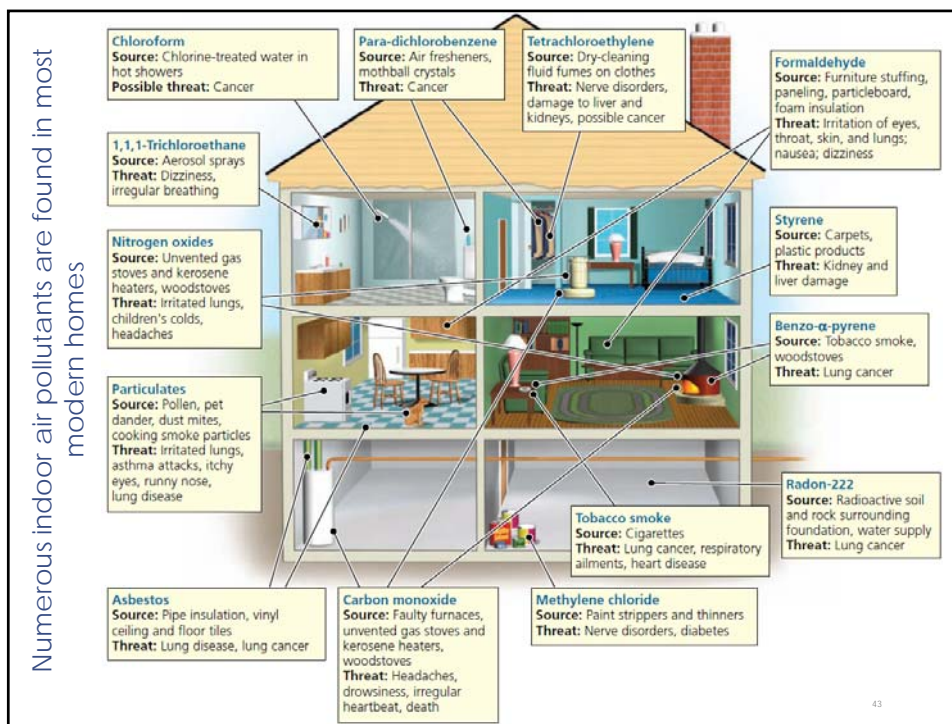 Numerous indoor air pollutants are found in most
modern homes
Chloroform
Source: Chlorine-treated water in
hot showers
Possible threat: Cancer
Para-dichlorobenzene
Source: Air fresheners,
mothball crystals
Threat: Cancer
Tetrachloroethylene
Source: Dry-cleaning
fluid fumes on clothes
Threat: Nerve disorders,
damage to liver and
kidneys, possible cancer
Formaldehyde
Source: Furniture stuffing,
paneling, particleboard,
foam insulation
Threat: Irritation of eyes,
throat, skin, and lungs;
nausea; dizziness
1,1,1-Trichloroethane
Source: Aerosol sprays
Threat: Dizziness,
irregular breathing
Styrene
Source: Carpets,
plastic products
Threat: Kidney and
liver damage
Nitrogen oxides
Source: Unvented gas
stoves and kerosene
heaters, woodstoves
Threat: Irritated lungs,
children's colds,
headaches
Benzo-α-pyrene
Source: Tobacco smoke,
woodstoves
Threat: Lung cancer
Particulates
Source: Pollen, pet
dander, dust mites,
cooking smoke particles
Threat: Irritated lungs,
asthma attacks, itchy
eyes, runny nose,
lung disease
Radon-222
Source: Radioactive soil
and rock surrounding
foundation, water supply
Threat: Lung cancer
Tobacco smoke
Source: Cigarettes
Threat: Lung cancer, respiratory
ailments, heart disease
Asbestos
Source: Pipe insulation, vinyl
ceiling and floor tiles
Threat: Lung disease, lung cancer
Carbon monoxide
Source: Faulty furnaces,
unvented gas stoves and
kerosene heaters,
woodstoves
Threat: Headaches,
drowsiness, irregular
heartbeat, death
Methylene chloride
Source: Paint strippers and thinners
Threat: Nerve disorders, diabetes
43